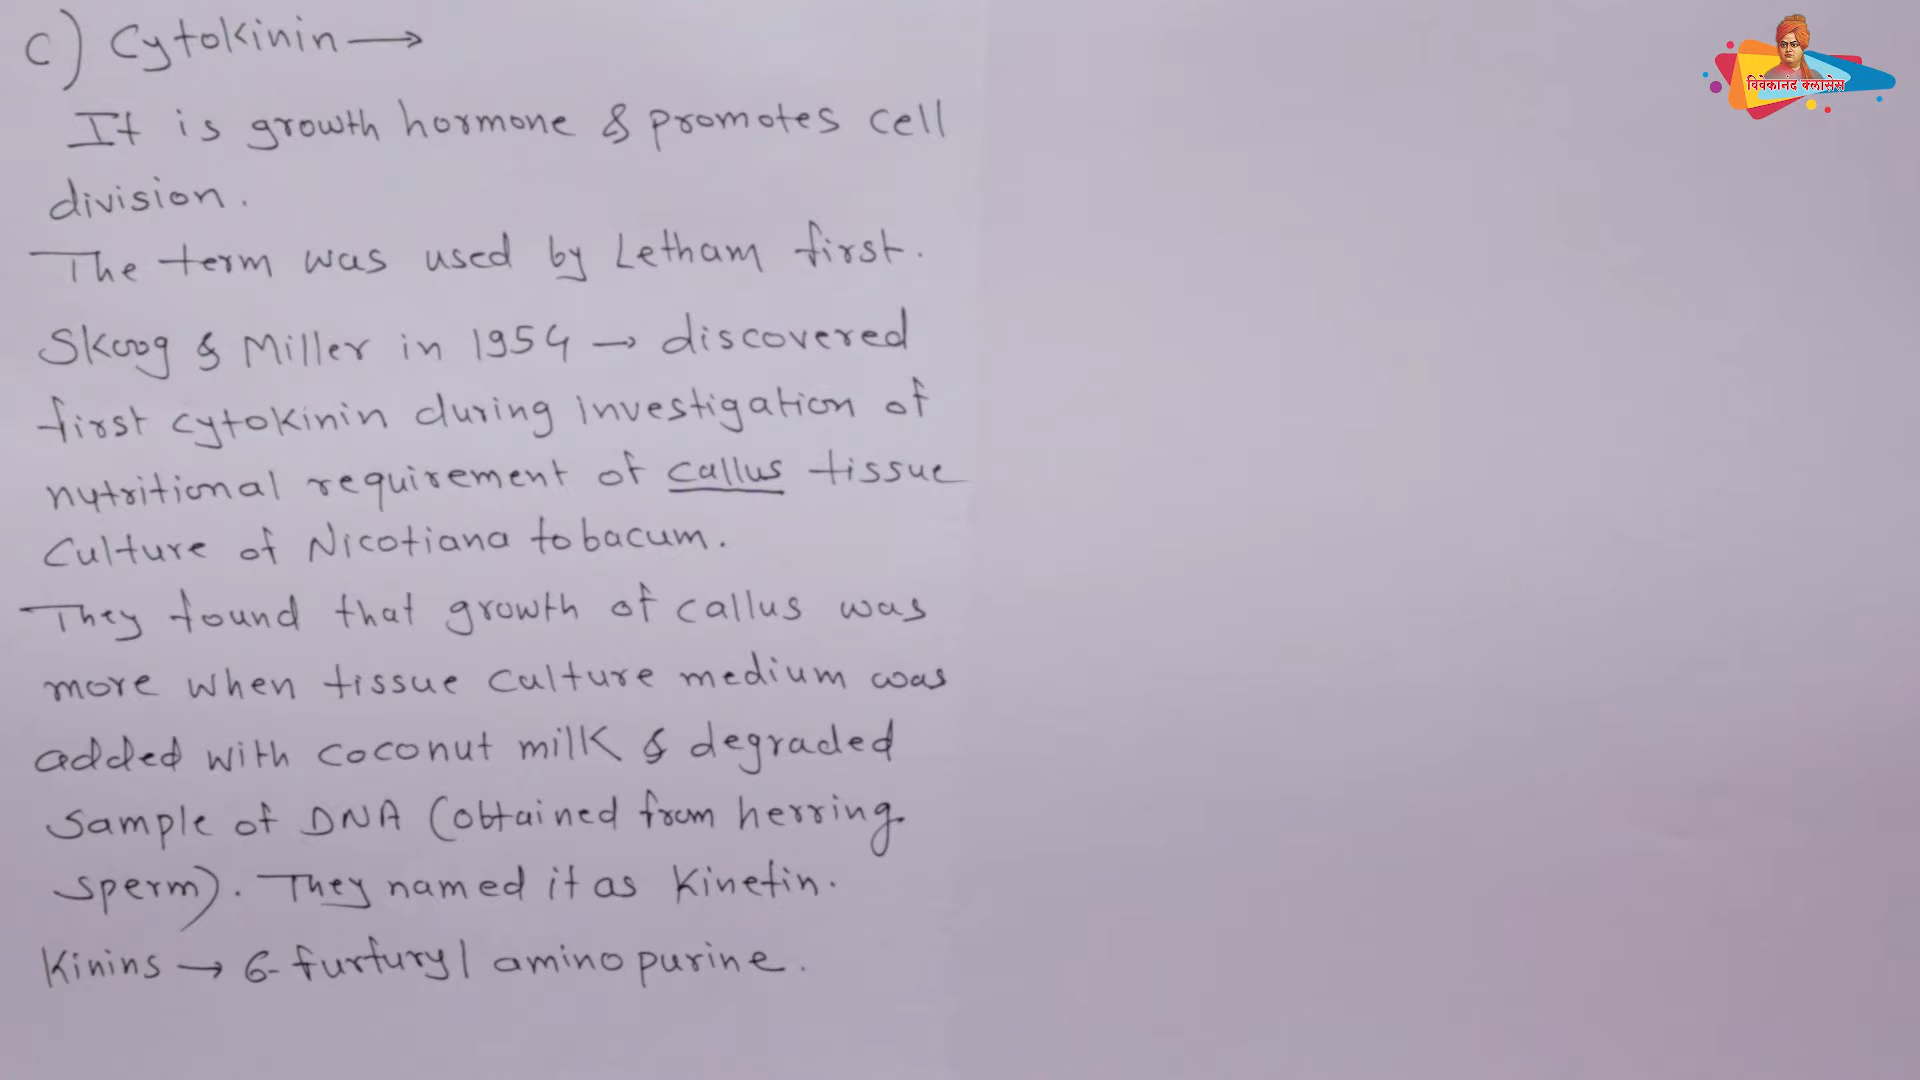 C) Cytokinin →
It is growth hormone & promotes cell
division.
The term was used by Letham first.
Skoog & Miller in 1954 → discovered
first cytokinin during investigation of
nutritional requirement of callus tissue
Culture of Nicotiana tobacum.
They found that growth of callus was
more when tissue culture medium was
added with coconut milk & degraded
sample of DNA (obtained from herring
sperm). They named it as Kinetin.
Kinins → 6-furfuryl amino purine.
विवेकानंद क्लासेस